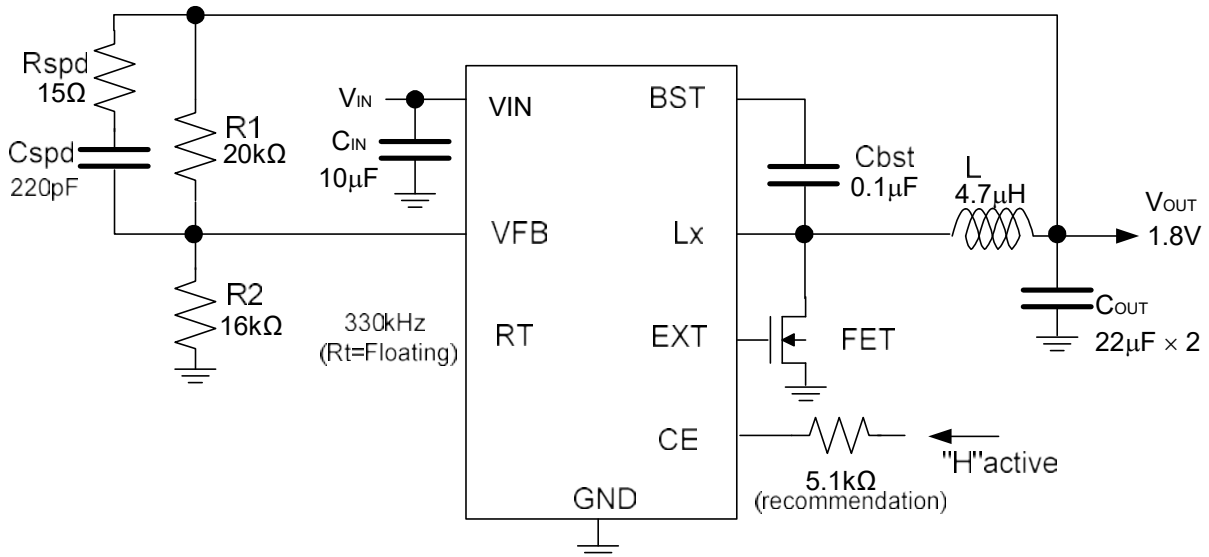 Rspd
15Ω
Cspd
220pF
R1
20kΩ
R2
16kΩ
VIN
CIN
10μF
330kHz
(Rt=Floating)
VIN
VFB
RT
GND
BST
Lx
EXT
CE
Cbst
0.1μF
L
4.7μH
VOUT
1.8V
COUT
22μF × 2
FET
5.1kΩ
(recommendation)
"H"active